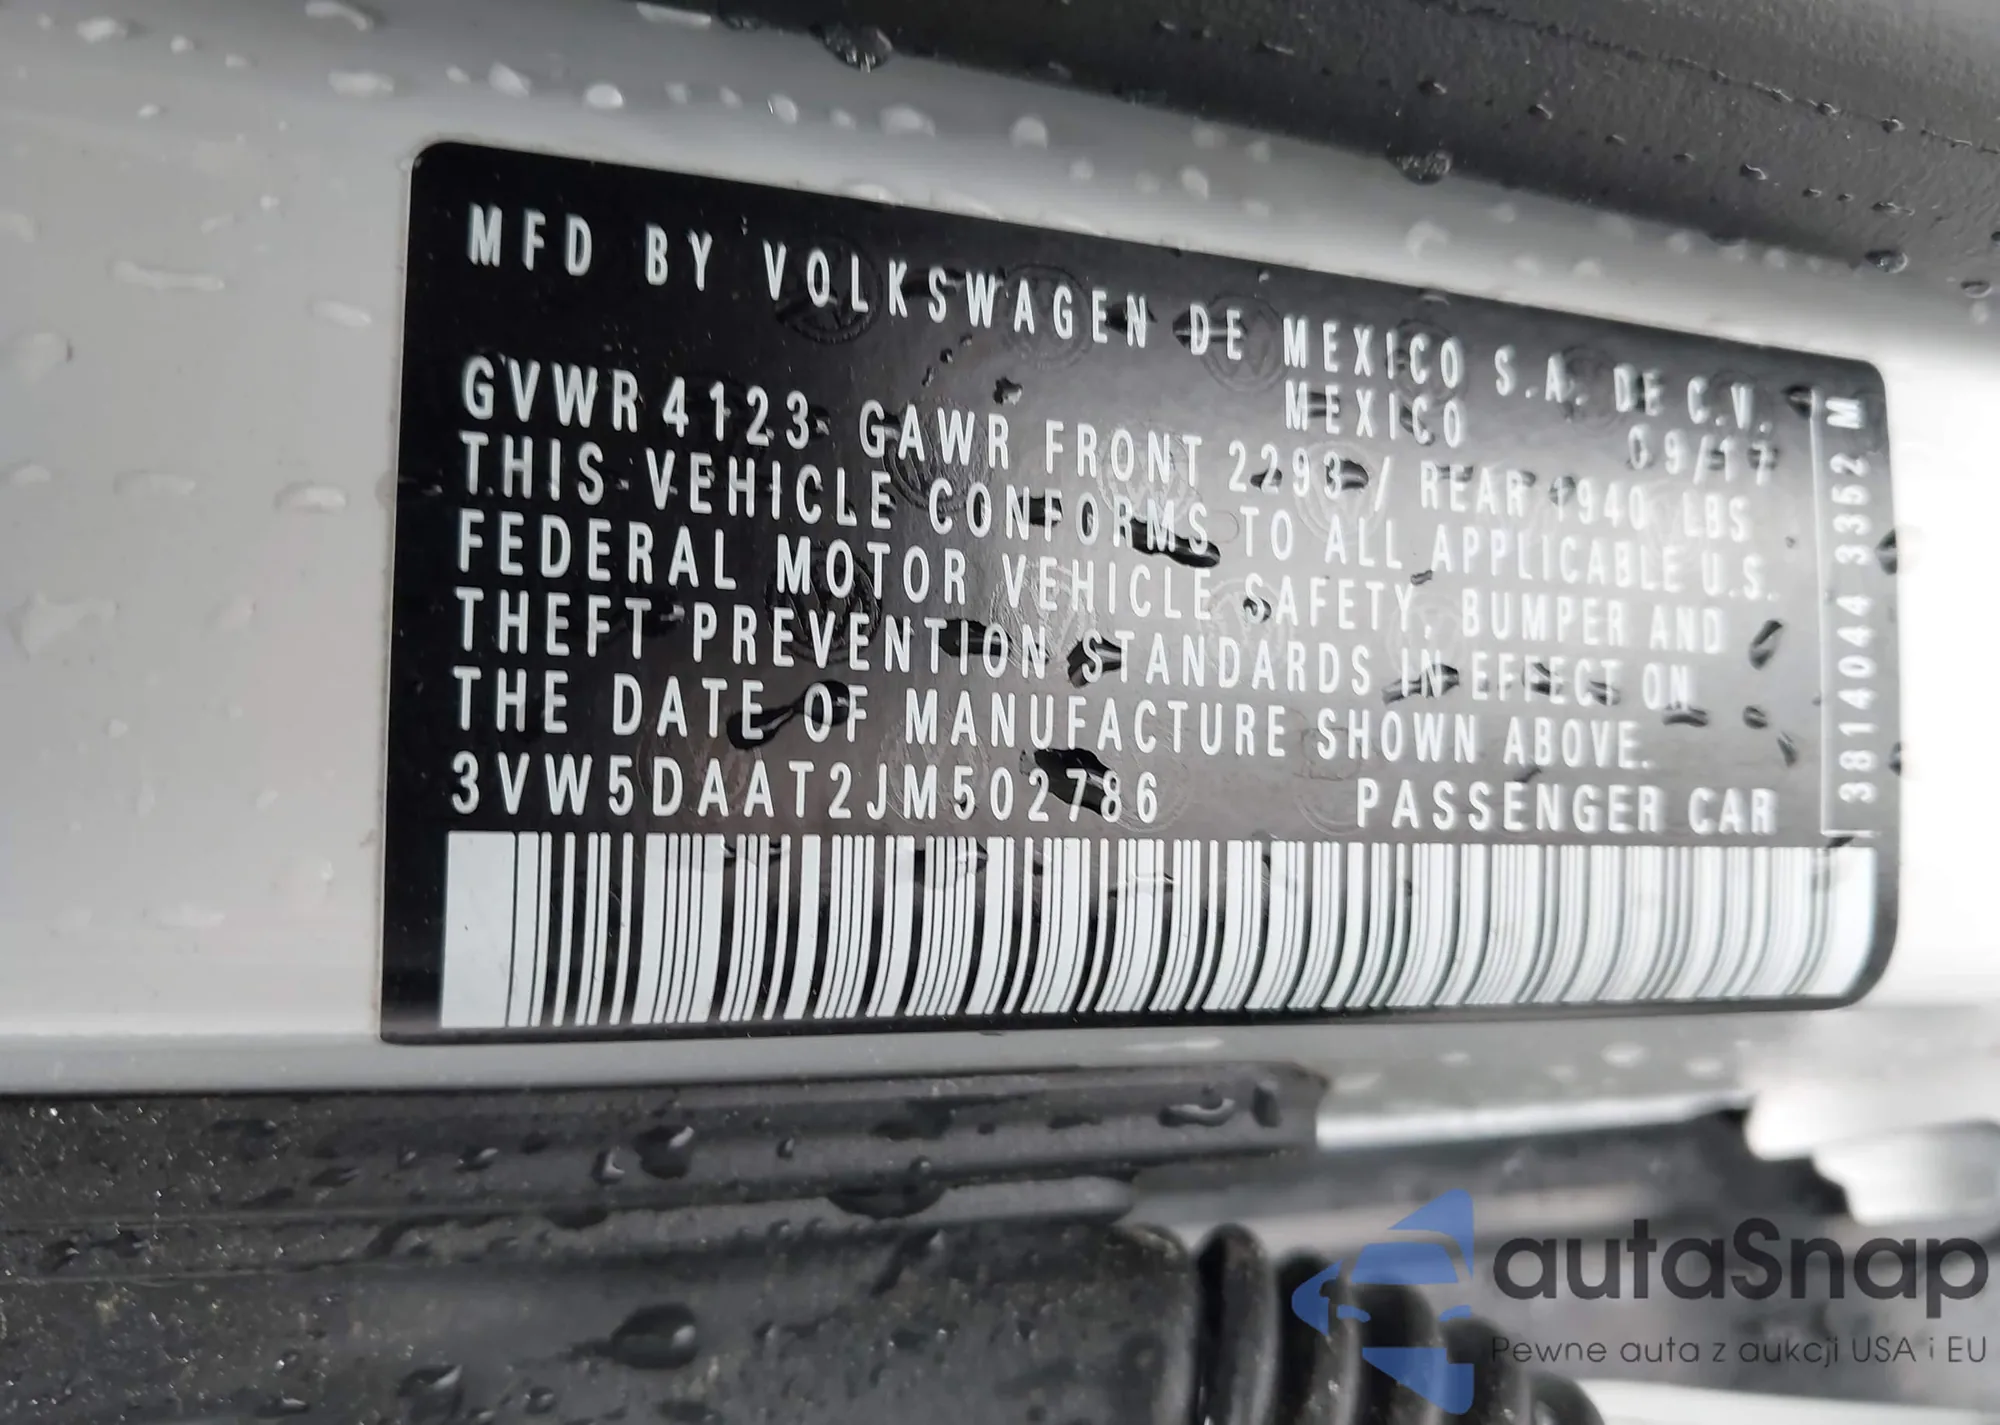 MFD BY VOLKSWAGEN DE MEXICO S.A. DE C.V.
MEXICO 09/17
GVWR 4123 GAWR FRONT 2293 / REAR 1940 LBS
THIS VEHICLE CONFORMS TO ALL APPLICABLE U.S.
FEDERAL MOTOR VEHICLE SAFETY, BUMPER AND
THEFT PREVENTION STANDARDS IN EFFECT ON
THE DATE OF MANUFACTURE SHOWN ABOVE.
3VW5DAAT2JM502786 PASSENGER CAR
3814044 3352 M
autaSnap
Pewne auta z aukcji USA i EU